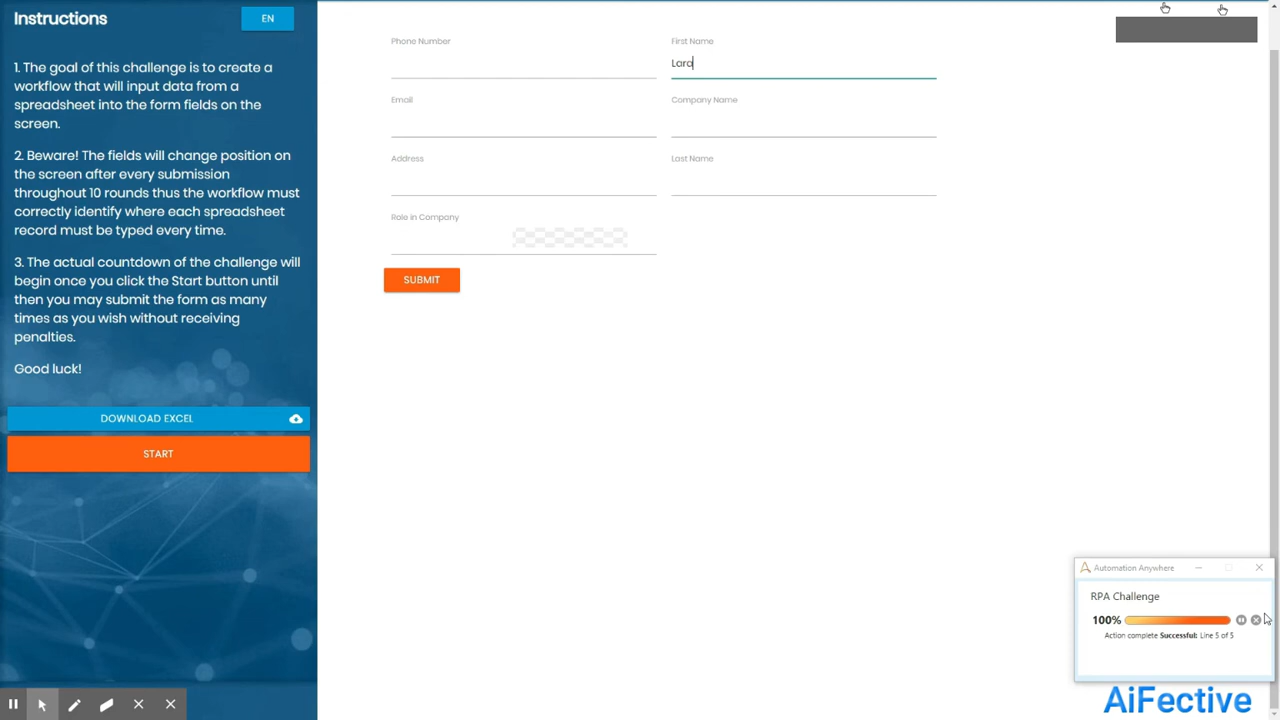 Instructions
EN
1. The goal of this challenge is to create a
workflow that will input data from a
spreadsheet into the form fields on the
screen.
2. Beware! The fields will change position on
the screen after every submission
throughout 10 rounds thus the workflow must
correctly identify where each spreadsheet
record must be typed every time.
3. The actual countdown of the challenge will
begin once you click the Start button until
then you may submit the form as many
times as you wish without receiving
penalties.
Good luck!
DOWNLOAD EXCEL
START
Phone Number
First Name
Lara
Email
Company Name
Address
Last Name
Role in Company
SUBMIT
Automation Anywhere
RPA Challenge
100%
Action complete Successful: Line 5 of 5
AiFective